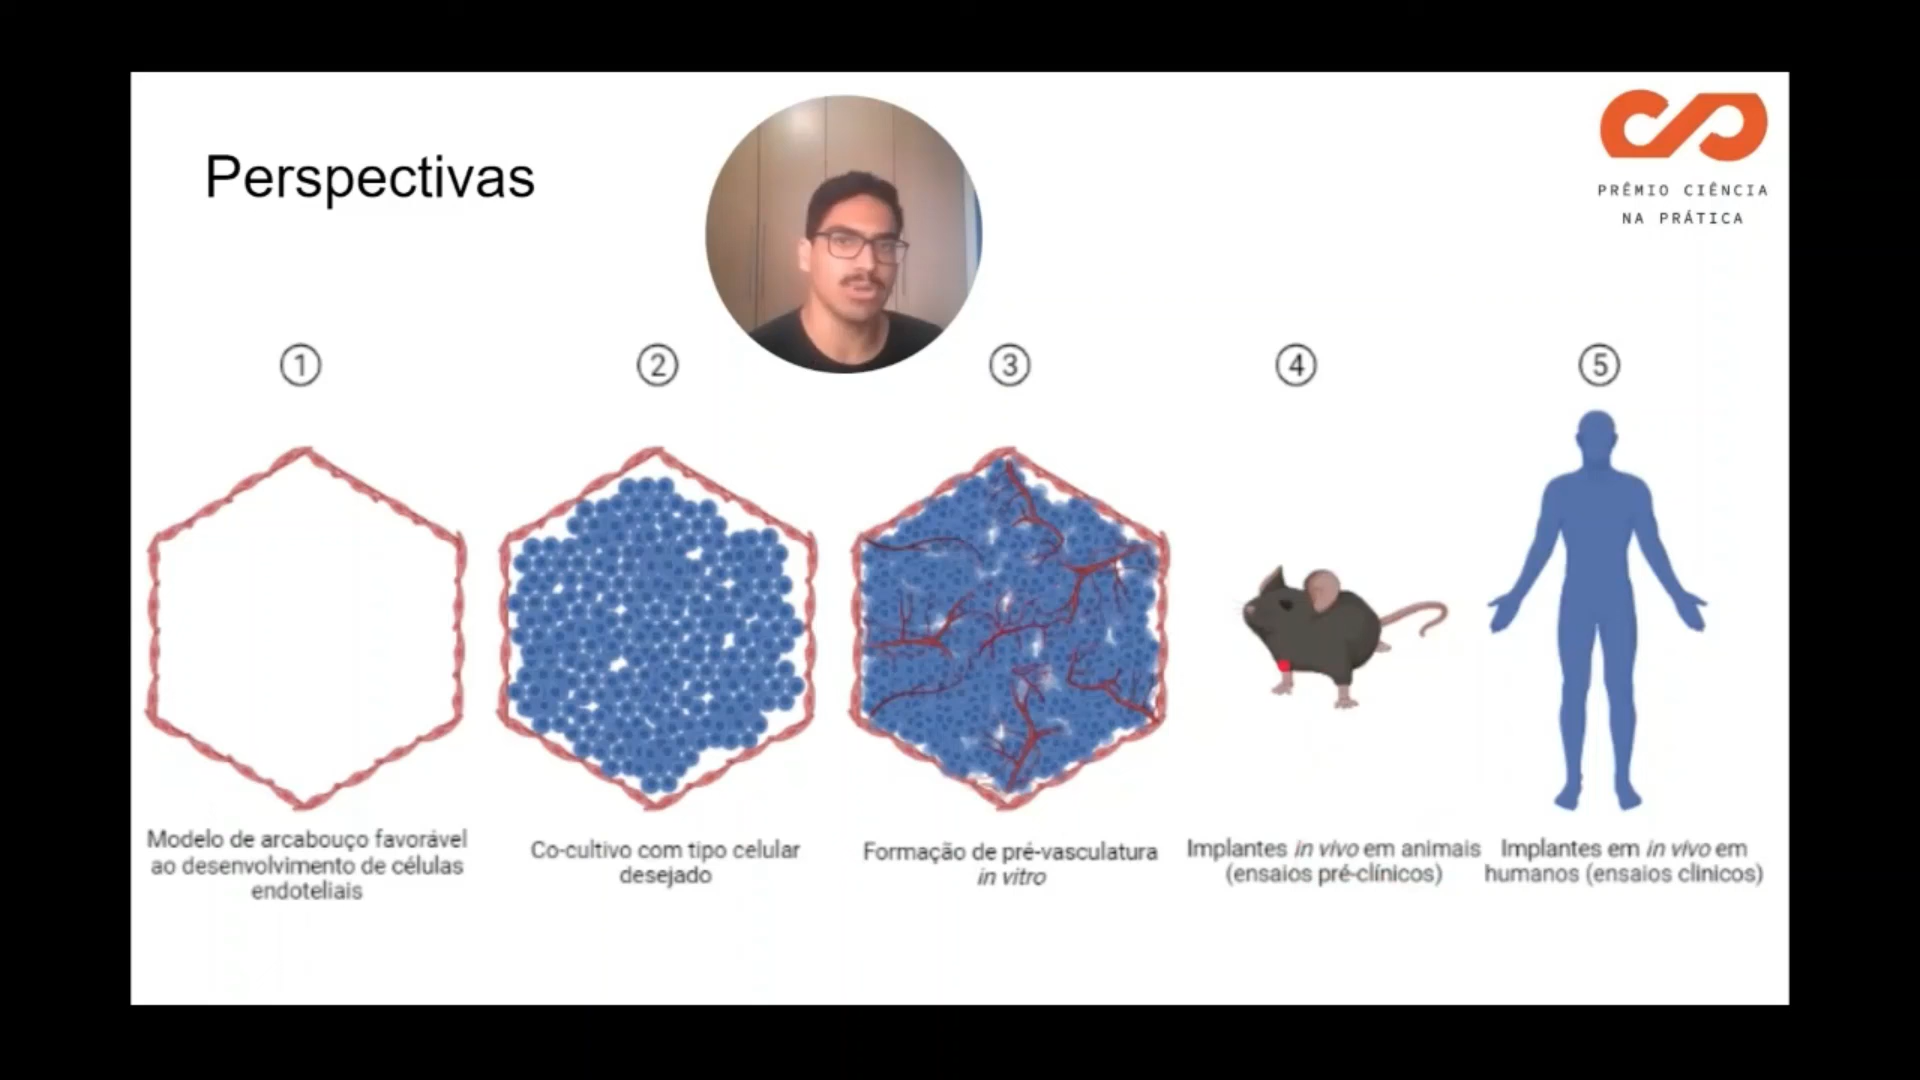 Perspectivas
PRÊMIO CIÊNCIA
NA PRÁTICA
1
2
3
4
5
Modelo de arcabouço favorável
ao desenvolvimento de células
endoteliais
Co-cultivo com tipo celular
desejado
Formação de pré-vasculatura
in vitro
Implantes in vivo em animais
(ensaios pré-clínicos)
Implantes em in vivo em
humanos (ensaios clinicos)